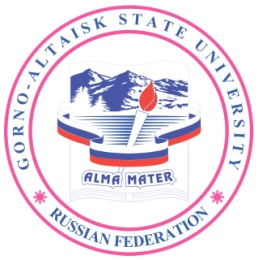 GORNO-ALTAISK STATE UNIVERSITY
ALMA MATER
RUSSIAN FEDERATION